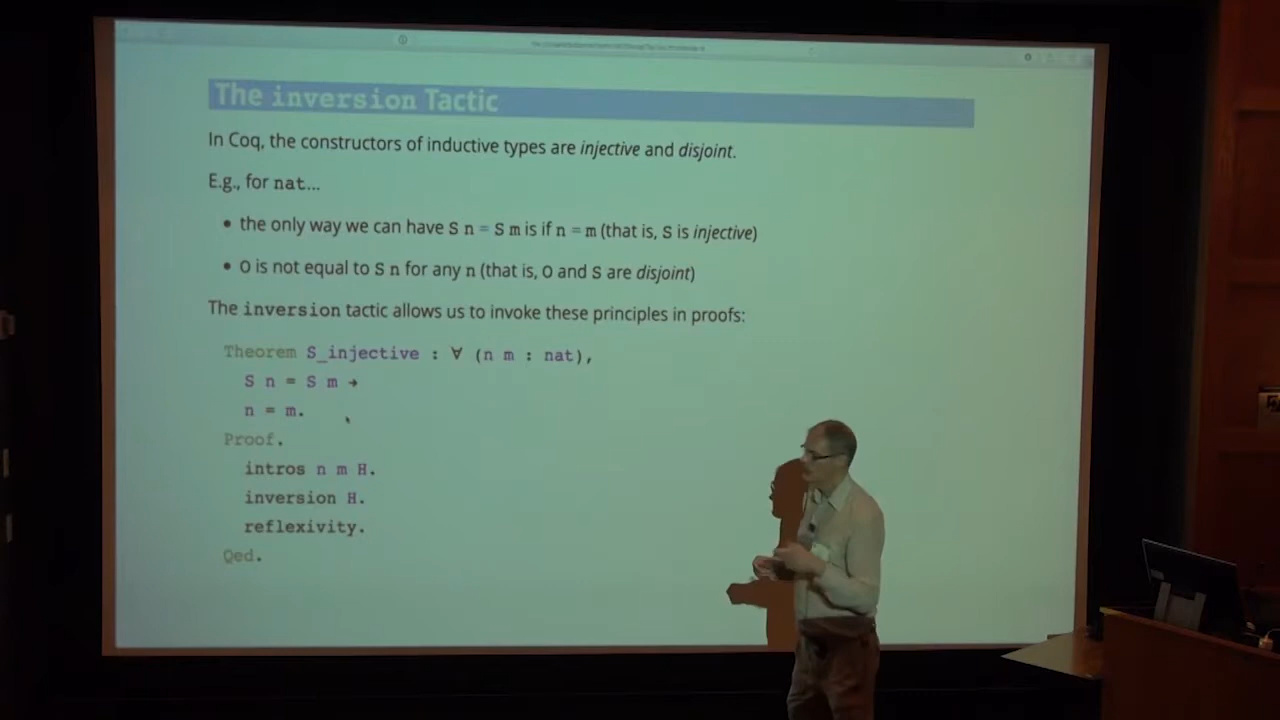 The inversion Tactic
In Coq, the constructors of inductive types are injective and disjoint.
E.g., for nat...
• the only way we can have S n = S m is if n = m (that is, S is injective)
• O is not equal to S n for any n (that is, O and S are disjoint)
The inversion tactic allows us to invoke these principles in proofs:
Theorem S_injective : ∀ (n m : nat),
S n = S m →
n = m.
Proof.
intros n m H.
inversion H.
reflexivity.
Qed.